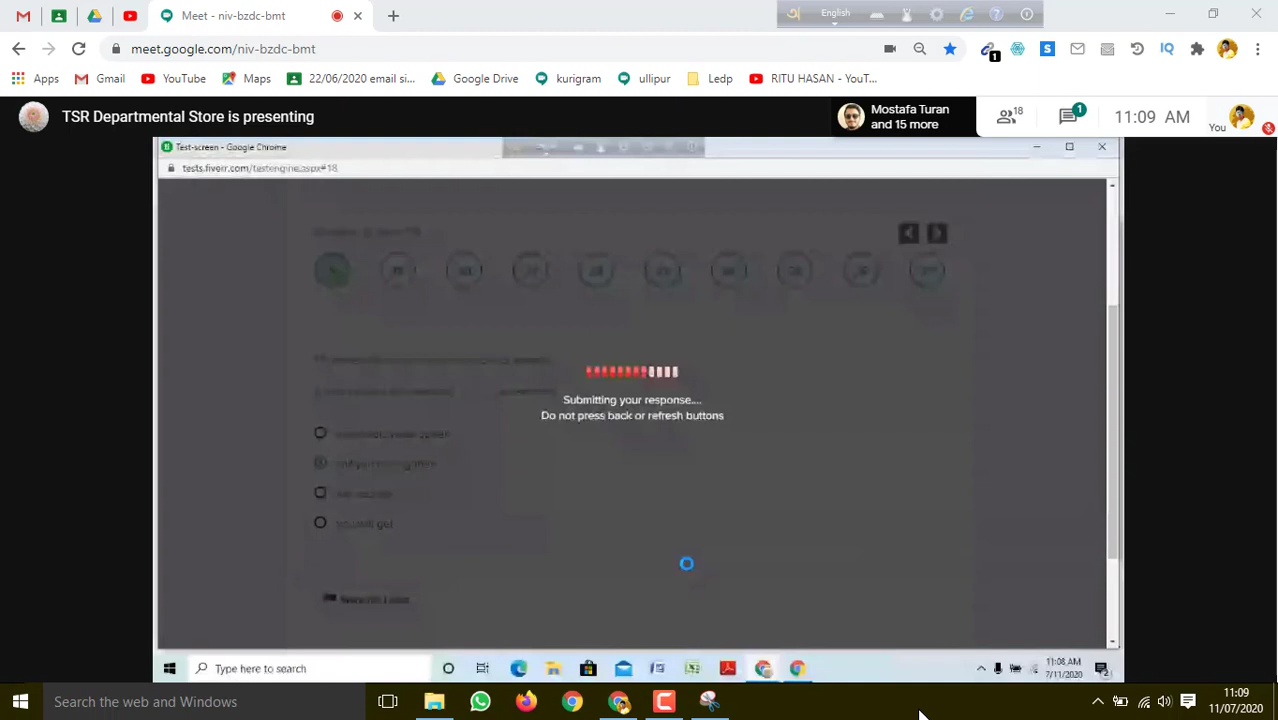 Meet - niv-bzdc-bmt
English
meet.google.com/niv-bzdc-bmt
1
IQ
Apps Gmail YouTube Maps 22/06/2020 email si... Google Drive kurigram ullipur Ledp RITU HASAN - YouT...
TSR Departmental Store is presenting
Mostafa Turan
and 15 more
18
1
11:09 AM
You
Test-screen - Google Chrome
tests.fiverr.com/testengine.aspx#18
Submitting your response....
Do not press back or refresh buttons
Type here to search
11:08 AM
7/11/2020
2
Search the web and Windows
11:09
11/07/2020